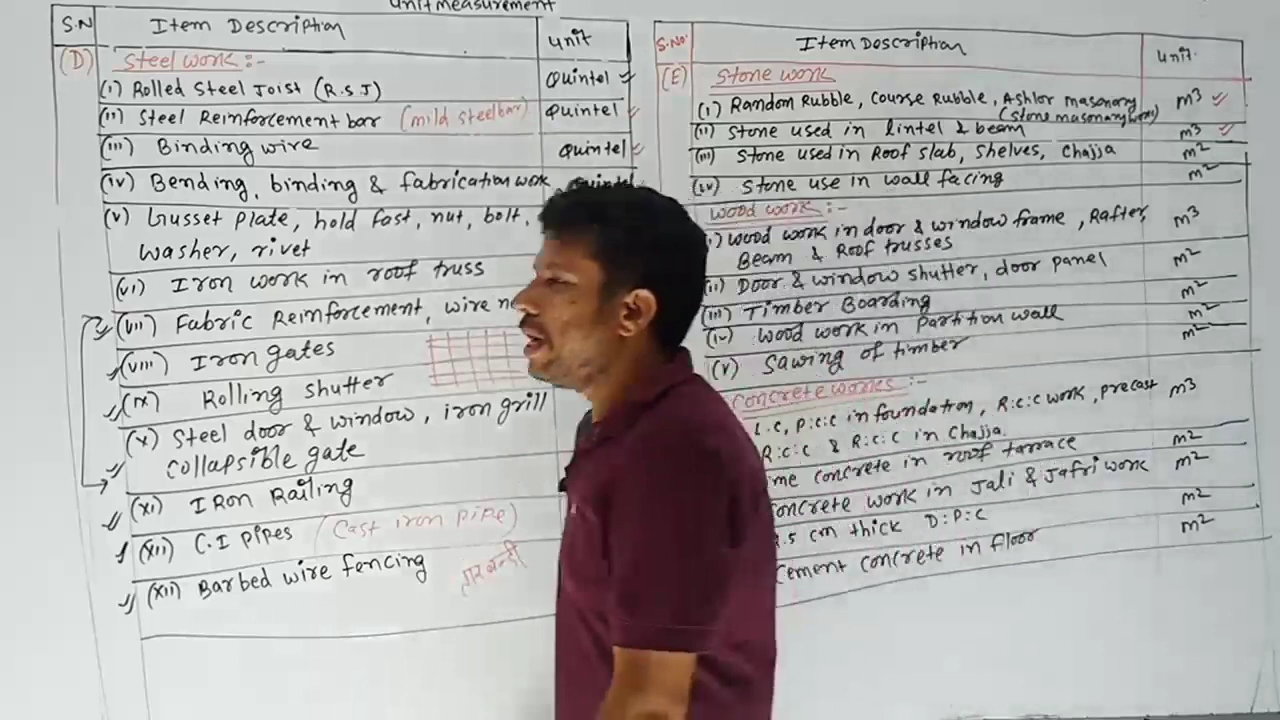 unit measurement
S.N Item Description unit
(D) Steel work :-
(i) Rolled Steel Joist (R.S.J) Quintel
(ii) Steel Reinforcement bar (mild steel bar) Quintel
(iii) Binding wire Quintel
(iv) Bending, binding & fabrication work Quintel
(v) Gusset Plate, hold fast, nut, bolt,
washer, rivet
(vi) Iron work in roof truss
(vii) Fabric Reinforcement, wire
(viii) Iron gates
(ix) Rolling shutter
(x) Steel door & window, iron grill
collapsible gate
(xi) IRon Railing
(xii) C.I pipes (Cast iron pipe)
(xii) Barbed wire fencing
S.No. Item Description unit.
(E) Stone work
(i) Random Rubble, Course Rubble, Ashlor masonary m³
(Stone masonary work)
(ii) Stone used in lintel & beam m³
(iii) Stone used in Roof slab, shelves, chajja m²
(iv) Stone use in wall facing m²
wood work :-
i) wood work in door & window frame, Rafter, m³
Beam & Roof trusses
(ii) Door & window shutter, door panel m²
(iii) Timber Boarding m²
(iv) wood work in Partition wall m²
(v) Sawing of timber m²
Concrete works :-
L.C, P.C.C in foundation, R.C.C work, precast m³
R.C.C & R.C.C in Chajja
me concrete in roof tarrace m²
oncrete work in Jali & Jafri work m²
.5 cm thick D.P.C m²
Cement concrete in floor m²